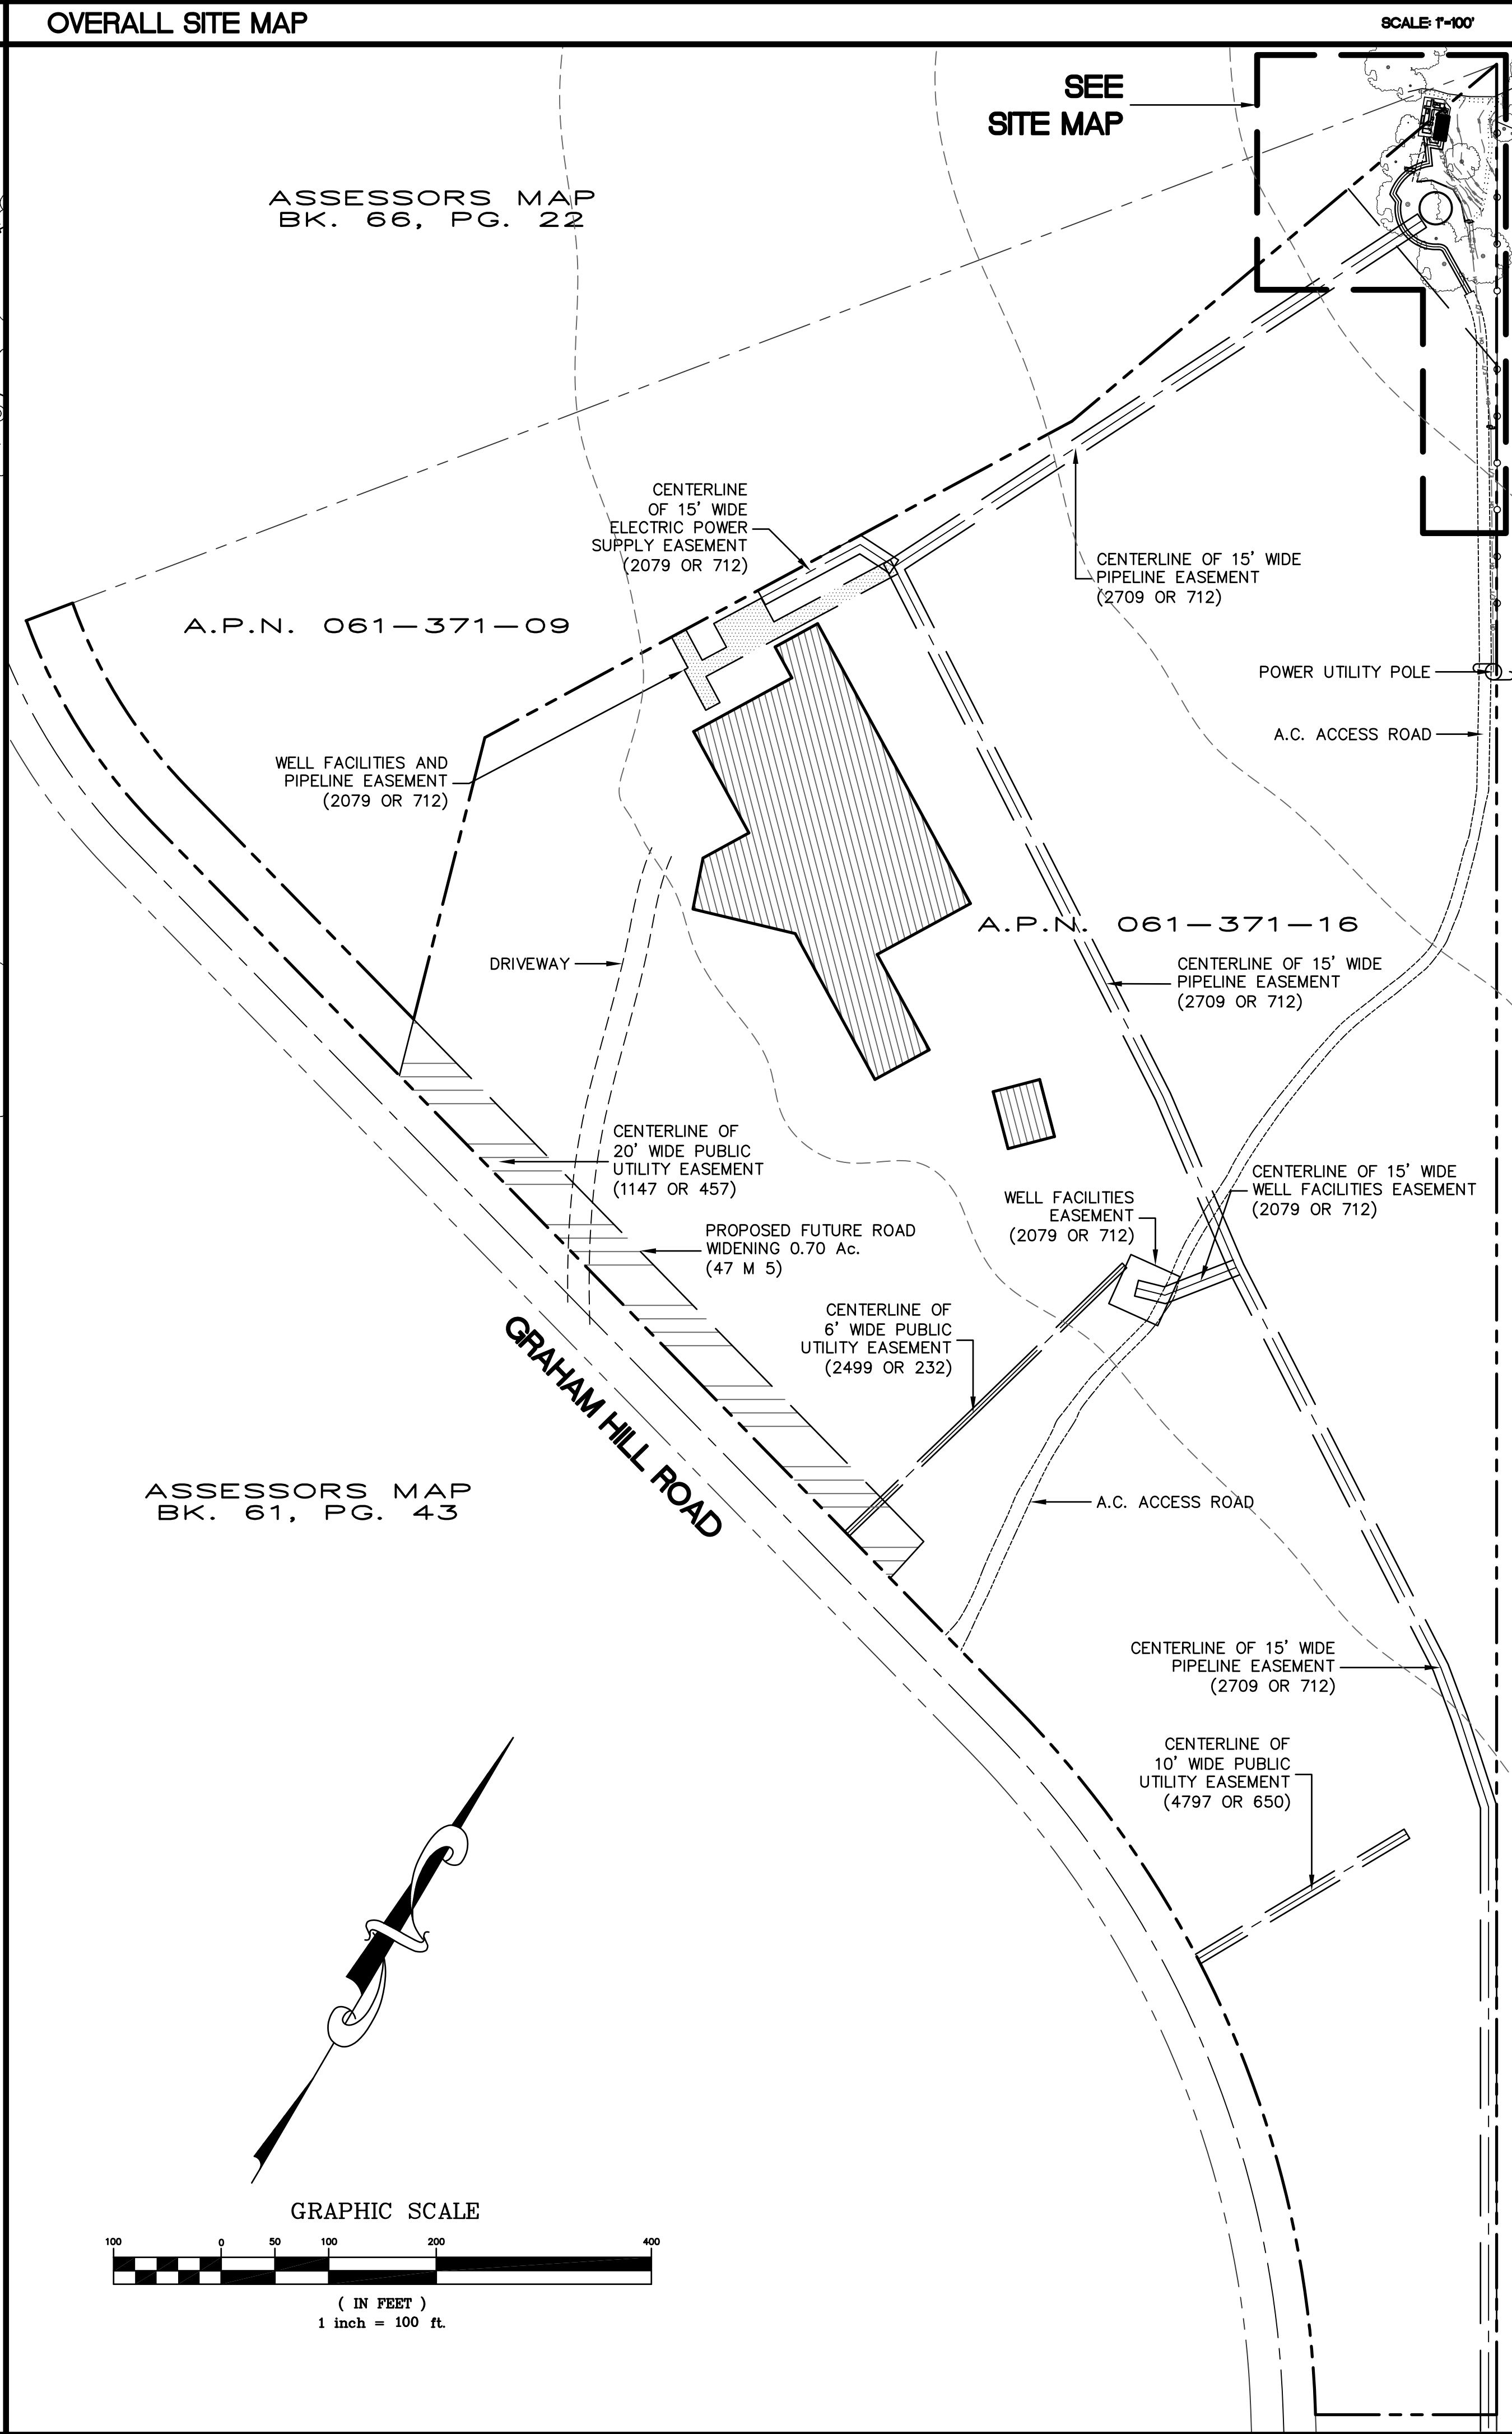 OVERALL SITE MAP
SCALE: 1"=100'
SEE
SITE MAP
ASSESSORS MAP
BK. 66, PG. 22
CENTERLINE
OF 15' WIDE
ELECTRIC POWER
SUPPLY EASEMENT
(2079 OR 712)
CENTERLINE OF 15' WIDE
PIPELINE EASEMENT
(2709 OR 712)
A.P.N. 061-371-09
POWER UTILITY POLE
A.C. ACCESS ROAD
WELL FACILITIES AND
PIPELINE EASEMENT
(2079 OR 712)
A.P.N. 061-371-16
DRIVEWAY
CENTERLINE OF 15' WIDE
PIPELINE EASEMENT
(2709 OR 712)
CENTERLINE OF
20' WIDE PUBLIC
UTILITY EASEMENT
(1147 OR 457)
CENTERLINE OF 15' WIDE
WELL FACILITIES EASEMENT
(2079 OR 712)
WELL FACILITIES
EASEMENT
(2079 OR 712)
PROPOSED FUTURE ROAD
WIDENING 0.70 Ac.
(47 M 5)
CENTERLINE OF
6' WIDE PUBLIC
UTILITY EASEMENT
(2499 OR 232)
GRAHAM HILL ROAD
ASSESSORS MAP
BK. 61, PG. 43
A.C. ACCESS ROAD
CENTERLINE OF 15' WIDE
PIPELINE EASEMENT
(2709 OR 712)
CENTERLINE OF
10' WIDE PUBLIC
UTILITY EASEMENT
(4797 OR 650)
GRAPHIC SCALE
100 0 50 100 200 400
( IN FEET )
1 inch = 100 ft.